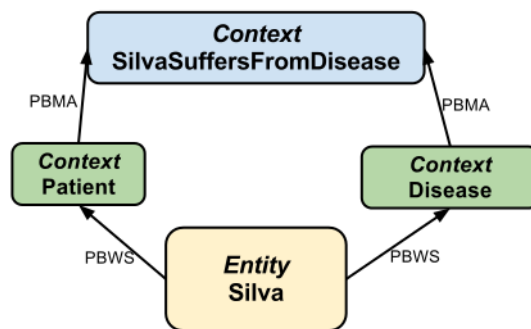 Context
SilvaSuffersFromDisease
PBMA
PBMA
Context
Patient
Context
Disease
PBWS
PBWS
Entity
Silva